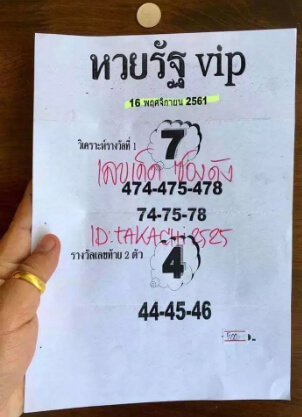 หวยรัฐ vip
16 พฤศจิกายน 2561
วิเคราะห์รางวัลที่ 1
7
เลขเด็ด ซองดัง
474-475-478
74-75-78
ID:TAKACHI2525
รางวัลเลขท้าย 2 ตัว
4
44-45-46